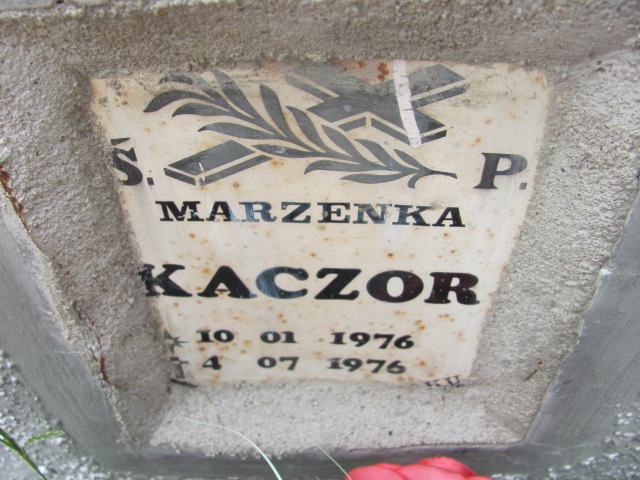 Ś. P.
MARZENKA
KACZOR
* 10 01 1976
† 4 07 1976